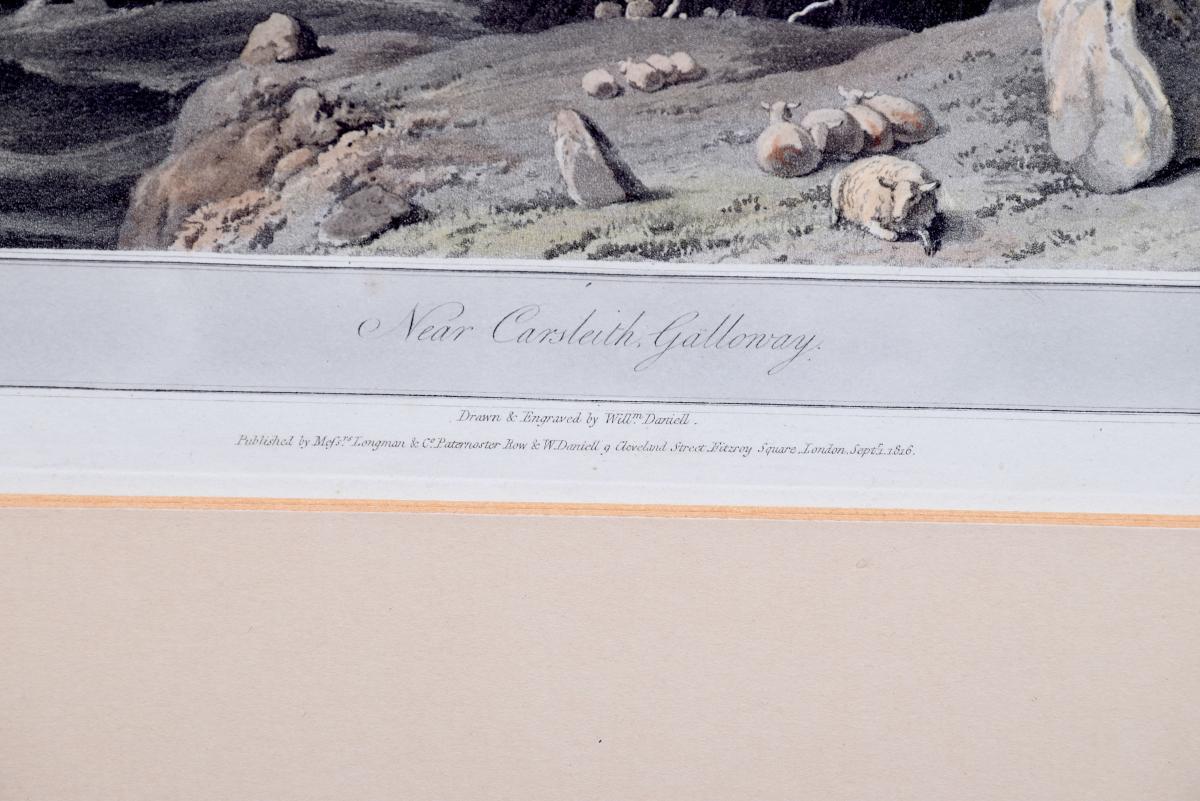 Near Carsleith, Galloway.
Drawn & Engraved by Willm. Daniell.
Published by Meſsrs. Longman & Co. Paternoster Row & W. Daniell 9 Cleveland Street, Fitzroy Square, London, Septr. 1. 1816.